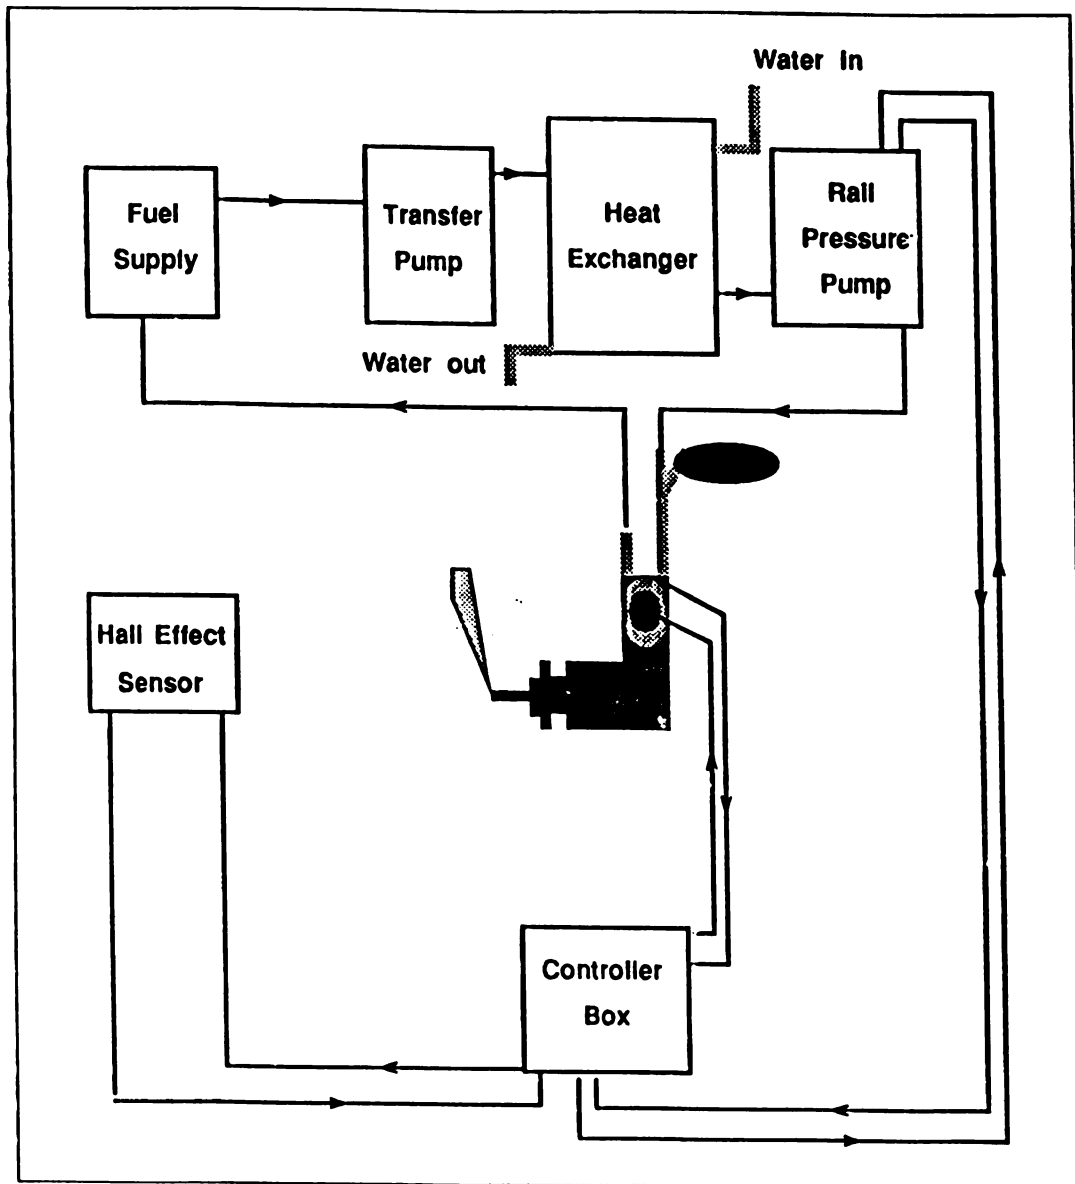 Water In
Fuel
Supply
Transfer
Pump
Heat
Exchanger
Rail
Pressure
Pump
Water out
Hall Effect
Sensor
Controller
Box